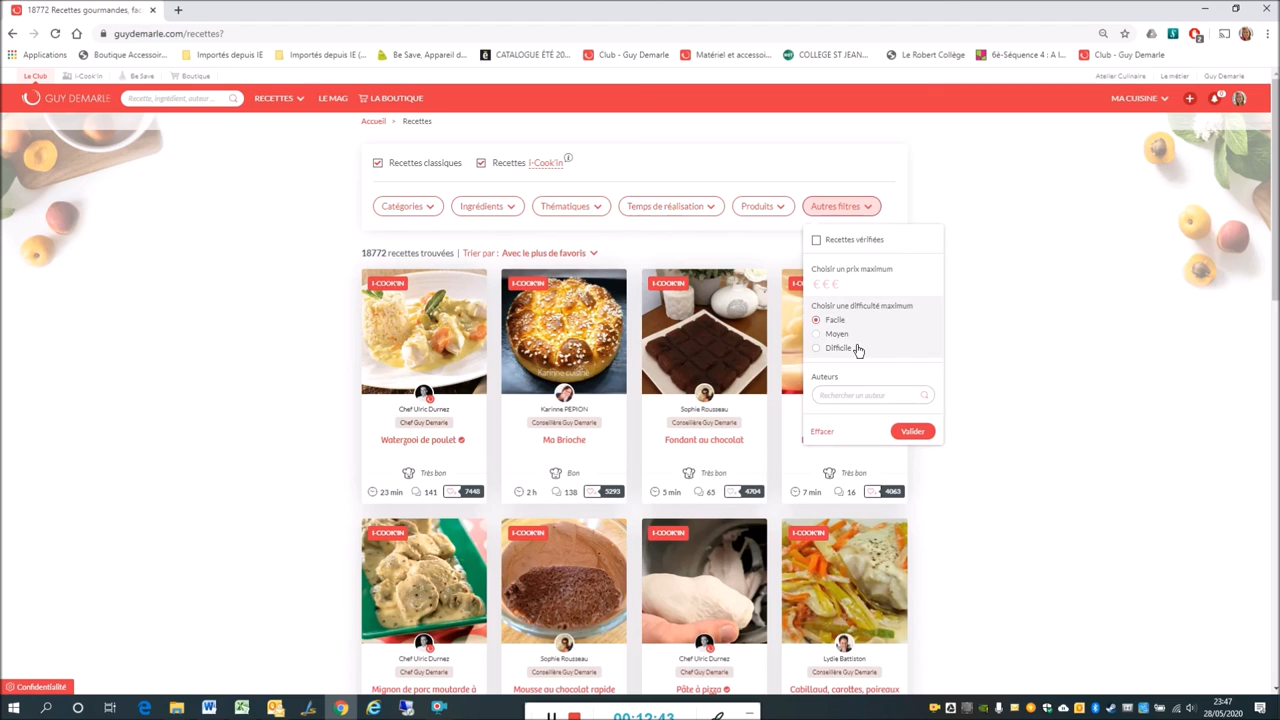 18772 Recettes gourmandes, fac
guydemarle.com/recettes?
Applications
Boutique Accessoir...
Importés depuis IE
Importés depuis IE (...
Be Save, Appareil d...
CATALOGUE ÉTÉ 20...
Club - Guy Demarle
Matériel et accessoi...
COLLEGE ST JEAN...
Le Robert Collège
6e-Séquence 4 : A l...
Club - Guy Demarle
Le Club
i-Cook'in
Be Save
Boutique
Atelier Culinaire
Le métier
Guy Demarle
GUY DEMARLE
Recette, ingrédient, auteur ...
RECETTES
LE MAG
LA BOUTIQUE
MA CUISINE
0
Accueil > Recettes
Recettes classiques
Recettes i-Cook'in
Catégories
Ingrédients
Thématiques
Temps de réalisation
Produits
Autres filtres
18772 recettes trouvées | Trier par : Avec le plus de favoris
Recettes vérifiées
Choisir un prix maximum
€ € €
Choisir une difficulté maximum
Facile
Moyen
Difficile
Auteurs
Rechercher un auteur
Effacer
Valider
I-COOK'IN
I-COOK'IN
I-COOK'IN
Karinne cuisine
Chef Ulric Durnez
Karinne PEPION
Sophie Rousseau
Chef Guy Demarle
Conseillère Guy Demarle
Conseillère Guy Demarle
Waterzooi de poulet
Ma Brioche
Fondant au chocolat
Très bon
Bon
Très bon
Très bon
23 min 141 7448
2 h 138 5293
5 min 65 4704
7 min 16 4063
I-COOK'IN
I-COOK'IN
I-COOK'IN
I-COOK'IN
Chef Ulric Durnez
Sophie Rousseau
Chef Ulric Durnez
Lydie Battiston
Chef Guy Demarle
Conseillère Guy Demarle
Chef Guy Demarle
Conseillère Guy Demarle
Mignon de porc moutarde à
Mousse au chocolat rapide
Pâte à pizza
Cabillaud, carottes, poireaux
Confidentialité
00:12:43
23:47
28/05/2020